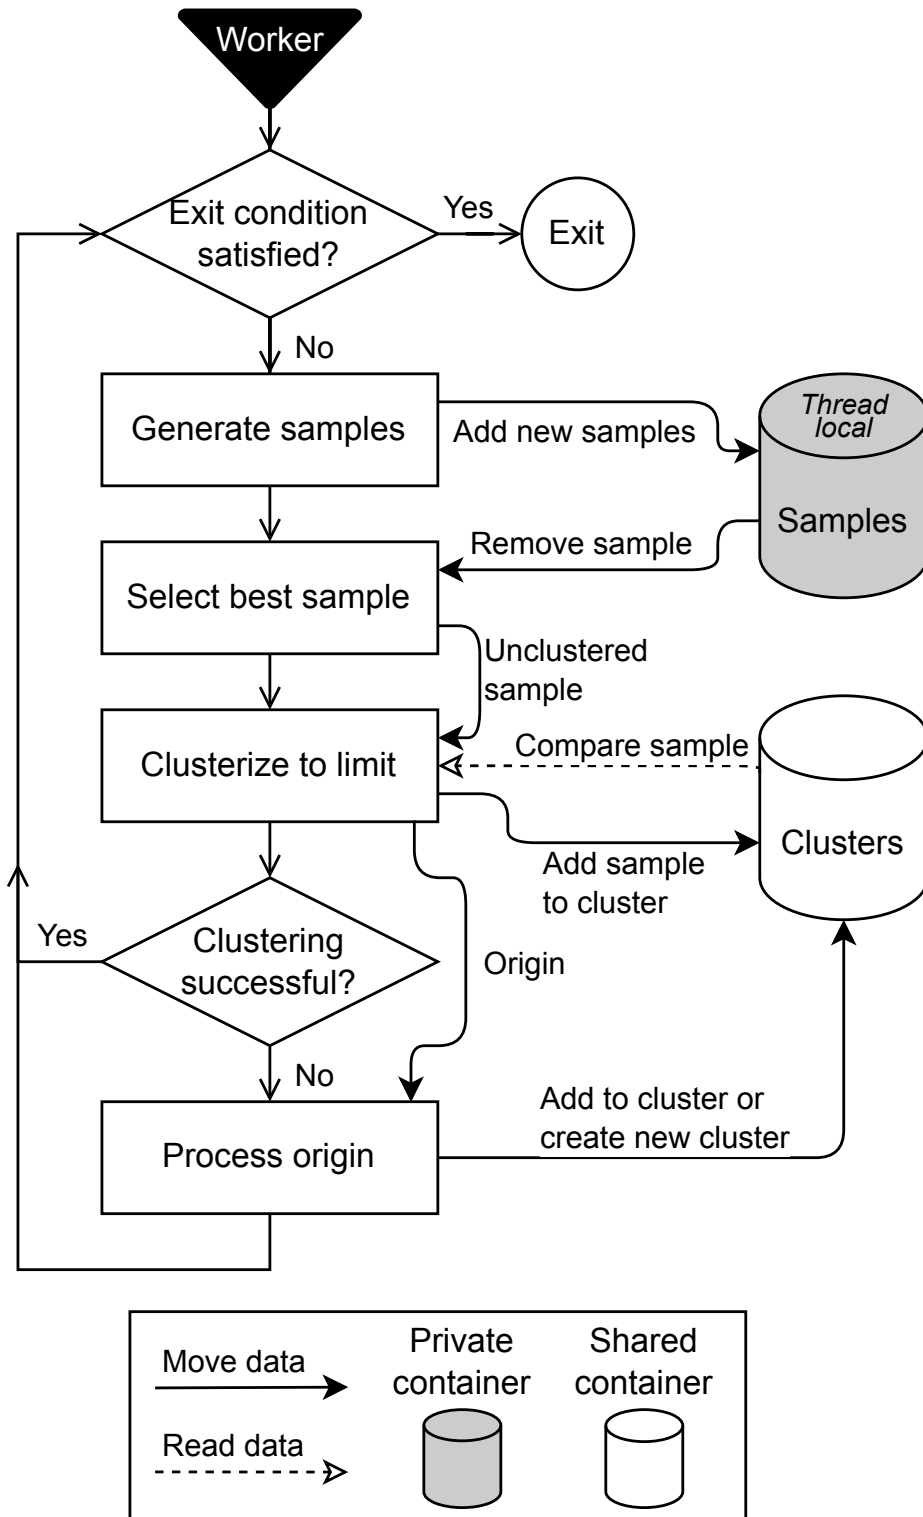 Worker
Exit condition
satisfied?
Yes
Exit
No
Generate samples
Add new samples
Thread
local
Samples
Remove sample
Select best sample
Unclustered
sample
Clusterize to limit
Compare sample
Clusters
Add sample
to cluster
Yes
Clustering
successful?
Origin
No
Process origin
Add to cluster or
create new cluster
Move data
Read data
Private
container
Shared
container